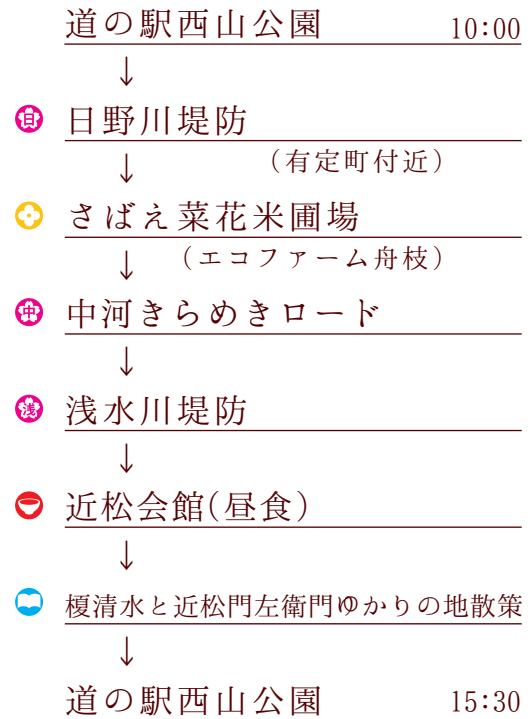 道の駅西山公園 10:00
↓
日 日野川堤防
↓ (有定町付近)
さばえ菜花米圃場
↓ (エコファーム舟枝)
中 中河きらめきロード
↓
浅 浅水川堤防
↓
近松会館(昼食)
↓
榎清水と近松門左衛門ゆかりの地散策
↓
道の駅西山公園 15:30